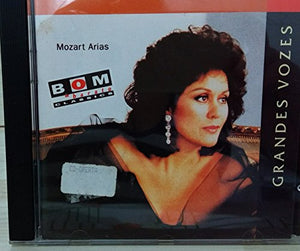 Mozart Arias
BOM
CLASSICS
GRANDES VOZES